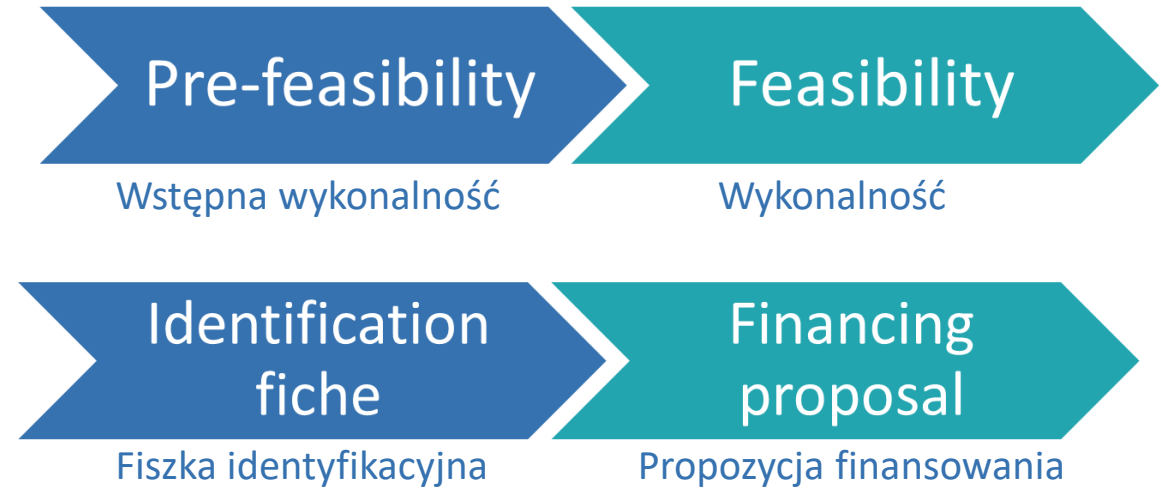 Pre-feasibility
Feasibility
Wstępna wykonalność
Wykonalność
Identification
fiche
Financing
proposal
Fiszka identyfikacyjna
Propozycja finansowania